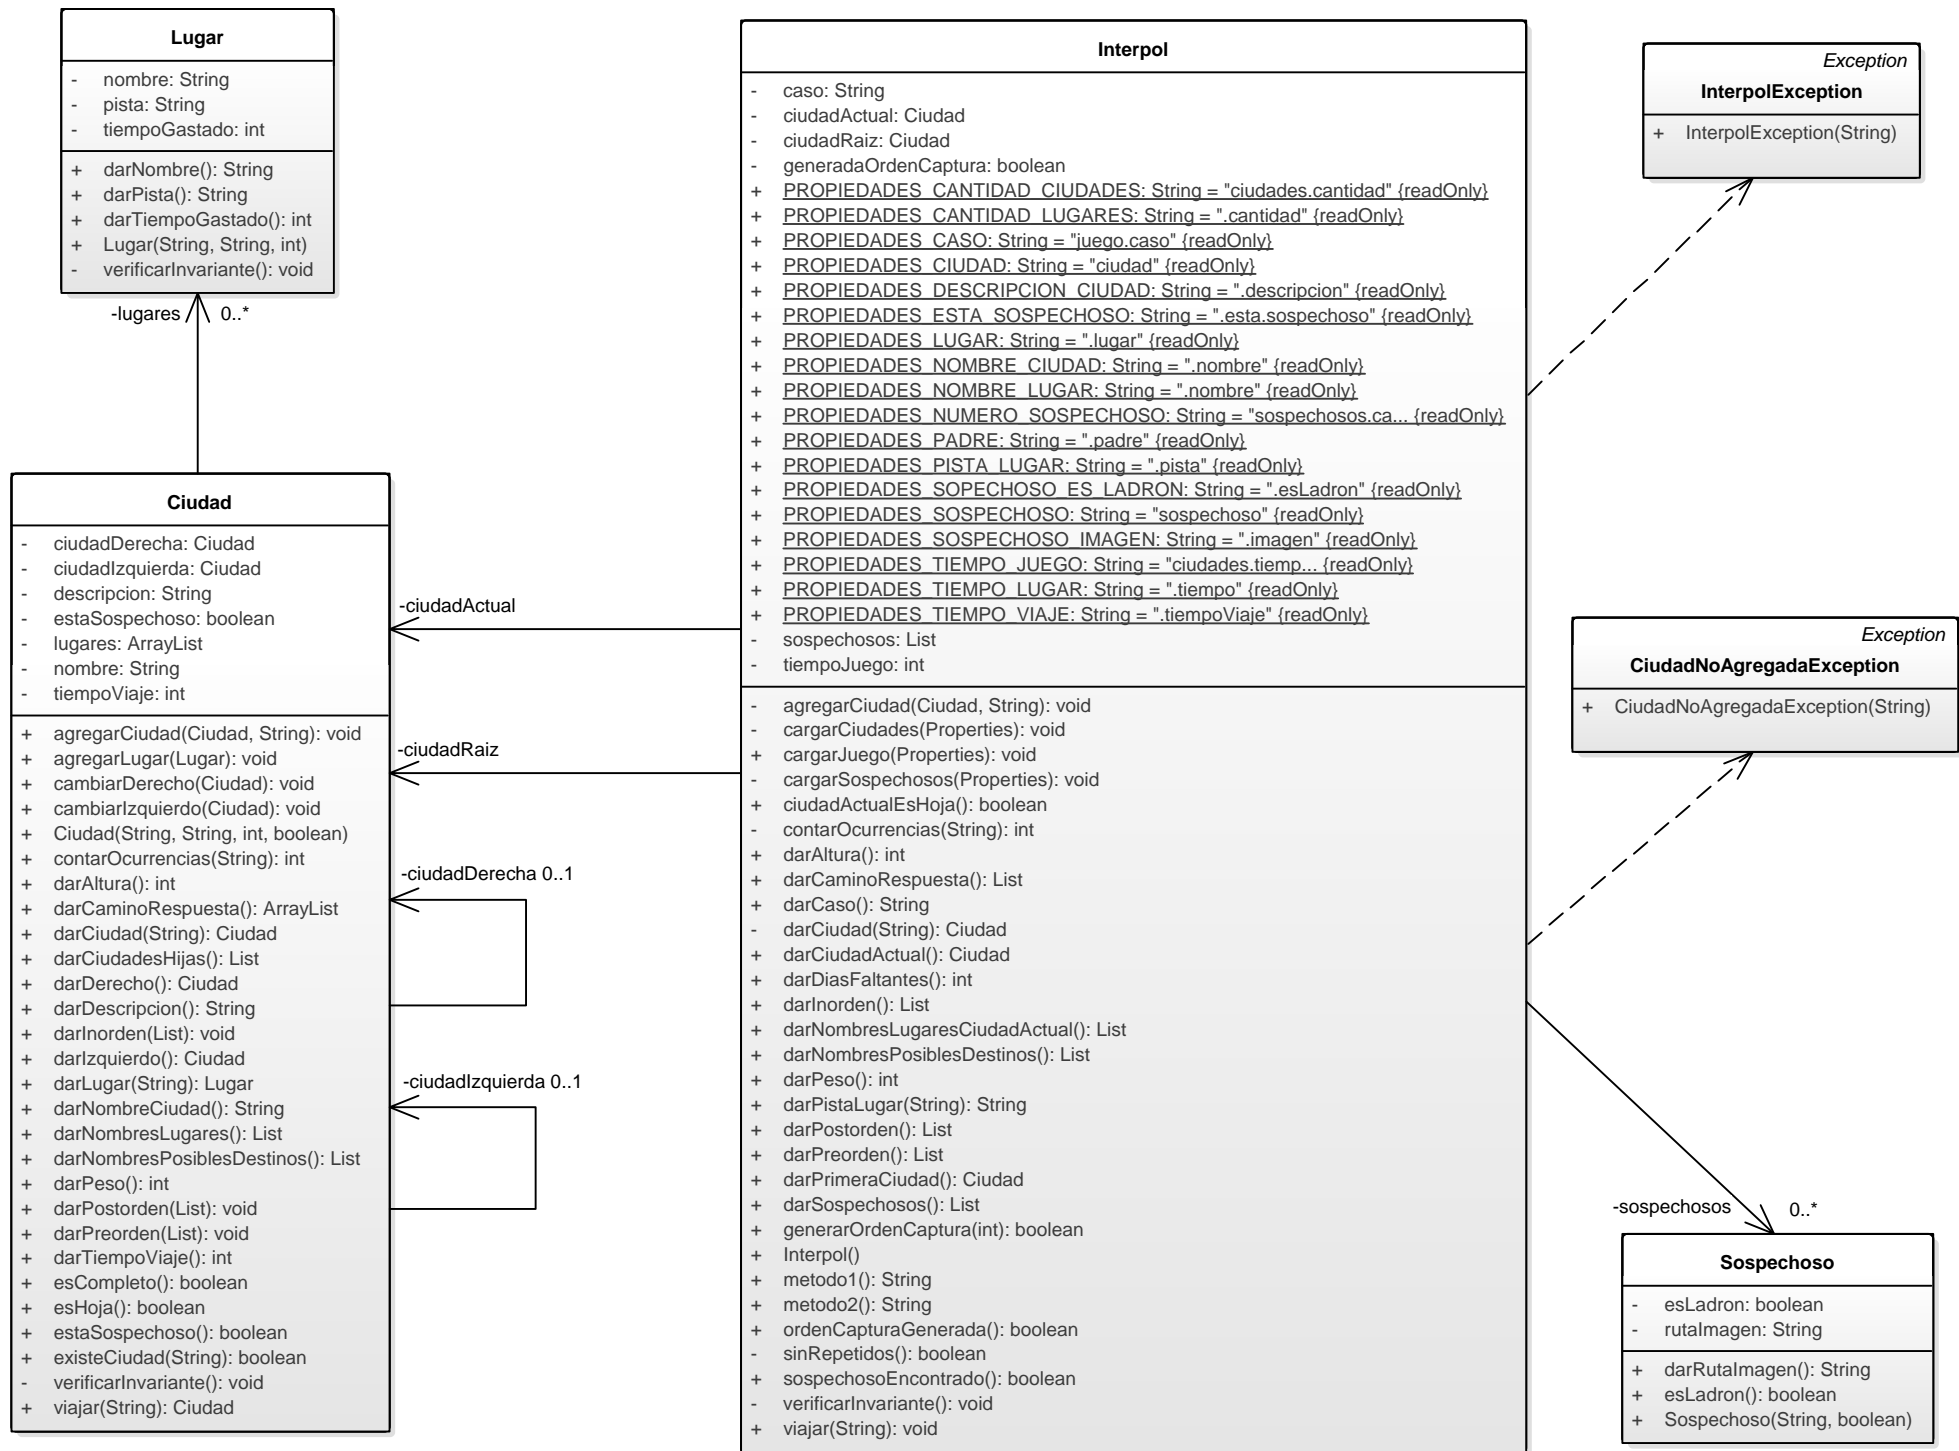 Lugar
- nombre: String
- pista: String
- tiempoGastado: int
+ darNombre(): String
+ darPista(): String
+ darTiempoGastado(): int
+ Lugar(String, String, int)
- verificarInvariante(): void
-lugares 0..*
Ciudad
- ciudadDerecha: Ciudad
- ciudadIzquierda: Ciudad
- descripcion: String
- estaSospechoso: boolean
- lugares: ArrayList
- nombre: String
- tiempoViaje: int
+ agregarCiudad(Ciudad, String): void
+ agregarLugar(Lugar): void
+ cambiarDerecho(Ciudad): void
+ cambiarIzquierdo(Ciudad): void
+ Ciudad(String, String, int, boolean)
+ contarOcurrencias(String): int
+ darAltura(): int
+ darCaminoRespuesta(): ArrayList
+ darCiudad(String): Ciudad
+ darCiudadesHijas(): List
+ darDerecho(): Ciudad
+ darDescripcion(): String
+ darInorden(List): void
+ darIzquierdo(): Ciudad
+ darLugar(String): Lugar
+ darNombreCiudad(): String
+ darNombresLugares(): List
+ darNombresPosiblesDestinos(): List
+ darPeso(): int
+ darPostorden(List): void
+ darPreorden(List): void
+ darTiempoViaje(): int
+ esCompleto(): boolean
+ esHoja(): boolean
+ estaSospechoso(): boolean
+ existeCiudad(String): boolean
- verificarInvariante(): void
+ viajar(String): Ciudad
-ciudadActual
-ciudadRaiz
-ciudadDerecha 0..1
-ciudadIzquierda 0..1
Interpol
- caso: String
- ciudadActual: Ciudad
- ciudadRaiz: Ciudad
- generadaOrdenCaptura: boolean
+ PROPIEDADES_CANTIDAD_CIUDADES: String = "ciudades.cantidad" {readOnly}
+ PROPIEDADES_CANTIDAD_LUGARES: String = ".cantidad" {readOnly}
+ PROPIEDADES_CASO: String = "juego.caso" {readOnly}
+ PROPIEDADES_CIUDAD: String = "ciudad" {readOnly}
+ PROPIEDADES_DESCRIPCION_CIUDAD: String = ".descripcion" {readOnly}
+ PROPIEDADES_ESTA_SOSPECHOSO: String = ".esta.sospechoso" {readOnly}
+ PROPIEDADES_LUGAR: String = ".lugar" {readOnly}
+ PROPIEDADES_NOMBRE_CIUDAD: String = ".nombre" {readOnly}
+ PROPIEDADES_NOMBRE_LUGAR: String = ".nombre" {readOnly}
+ PROPIEDADES_NUMERO_SOSPECHOSO: String = "sospechosos.ca... {readOnly}
+ PROPIEDADES_PADRE: String = ".padre" {readOnly}
+ PROPIEDADES_PISTA_LUGAR: String = ".pista" {readOnly}
+ PROPIEDADES_SOPECHOSO_ES_LADRON: String = ".esLadron" {readOnly}
+ PROPIEDADES_SOSPECHOSO: String = "sospechoso" {readOnly}
+ PROPIEDADES_SOSPECHOSO_IMAGEN: String = ".imagen" {readOnly}
+ PROPIEDADES_TIEMPO_JUEGO: String = "ciudades.tiemp... {readOnly}
+ PROPIEDADES_TIEMPO_LUGAR: String = ".tiempo" {readOnly}
+ PROPIEDADES_TIEMPO_VIAJE: String = ".tiempoViaje" {readOnly}
- sospechosos: List
- tiempoJuego: int
- agregarCiudad(Ciudad, String): void
- cargarCiudades(Properties): void
+ cargarJuego(Properties): void
- cargarSospechosos(Properties): void
+ ciudadActualEsHoja(): boolean
- contarOcurrencias(String): int
+ darAltura(): int
+ darCaminoRespuesta(): List
+ darCaso(): String
- darCiudad(String): Ciudad
+ darCiudadActual(): Ciudad
+ darDiasFaltantes(): int
+ darInorden(): List
+ darNombresLugaresCiudadActual(): List
+ darNombresPosiblesDestinos(): List
+ darPeso(): int
+ darPistaLugar(String): String
+ darPostorden(): List
+ darPreorden(): List
+ darPrimeraCiudad(): Ciudad
+ darSospechosos(): List
+ generarOrdenCaptura(int): boolean
+ Interpol()
+ metodo1(): String
+ metodo2(): String
+ ordenCapturaGenerada(): boolean
- sinRepetidos(): boolean
+ sospechosoEncontrado(): boolean
- verificarInvariante(): void
+ viajar(String): void
Exception
InterpolException
+ InterpolException(String)
Exception
CiudadNoAgregadaException
+ CiudadNoAgregadaException(String)
-sospechosos 0..*
Sospechoso
- esLadron: boolean
- rutaImagen: String
+ darRutaImagen(): String
+ esLadron(): boolean
+ Sospechoso(String, boolean)